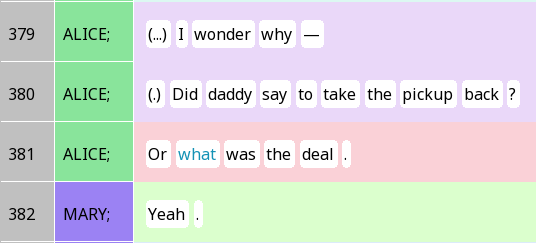 379 ALICE; (...) I wonder why —
380 ALICE; (.) Did daddy say to take the pickup back ?
381 ALICE; Or what was the deal .
382 MARY; Yeah .